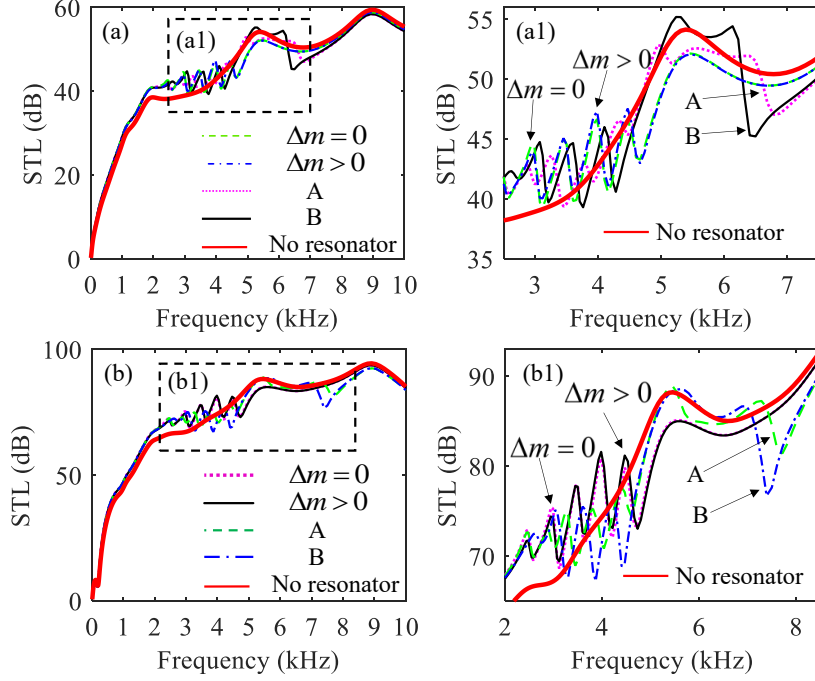 (a)
(a1)
STL (dB)
60
40
20
0
Δm = 0
Δm > 0
A
B
No resonator
0 1 2 3 4 5 6 7 8 9 10
Frequency (kHz)
(a1)
STL (dB)
55
50
45
40
35
Δm > 0
Δm = 0
A
B
No resonator
3 4 5 6 7
Frequency (kHz)
(b)
(b1)
STL (dB)
100
50
0
Δm = 0
Δm > 0
A
B
No resonator
0 1 2 3 4 5 6 7 8 9 10
Frequency (kHz)
(b1)
STL (dB)
90
80
70
Δm > 0
Δm = 0
A
B
No resonator
2 4 6 8
Frequency (kHz)